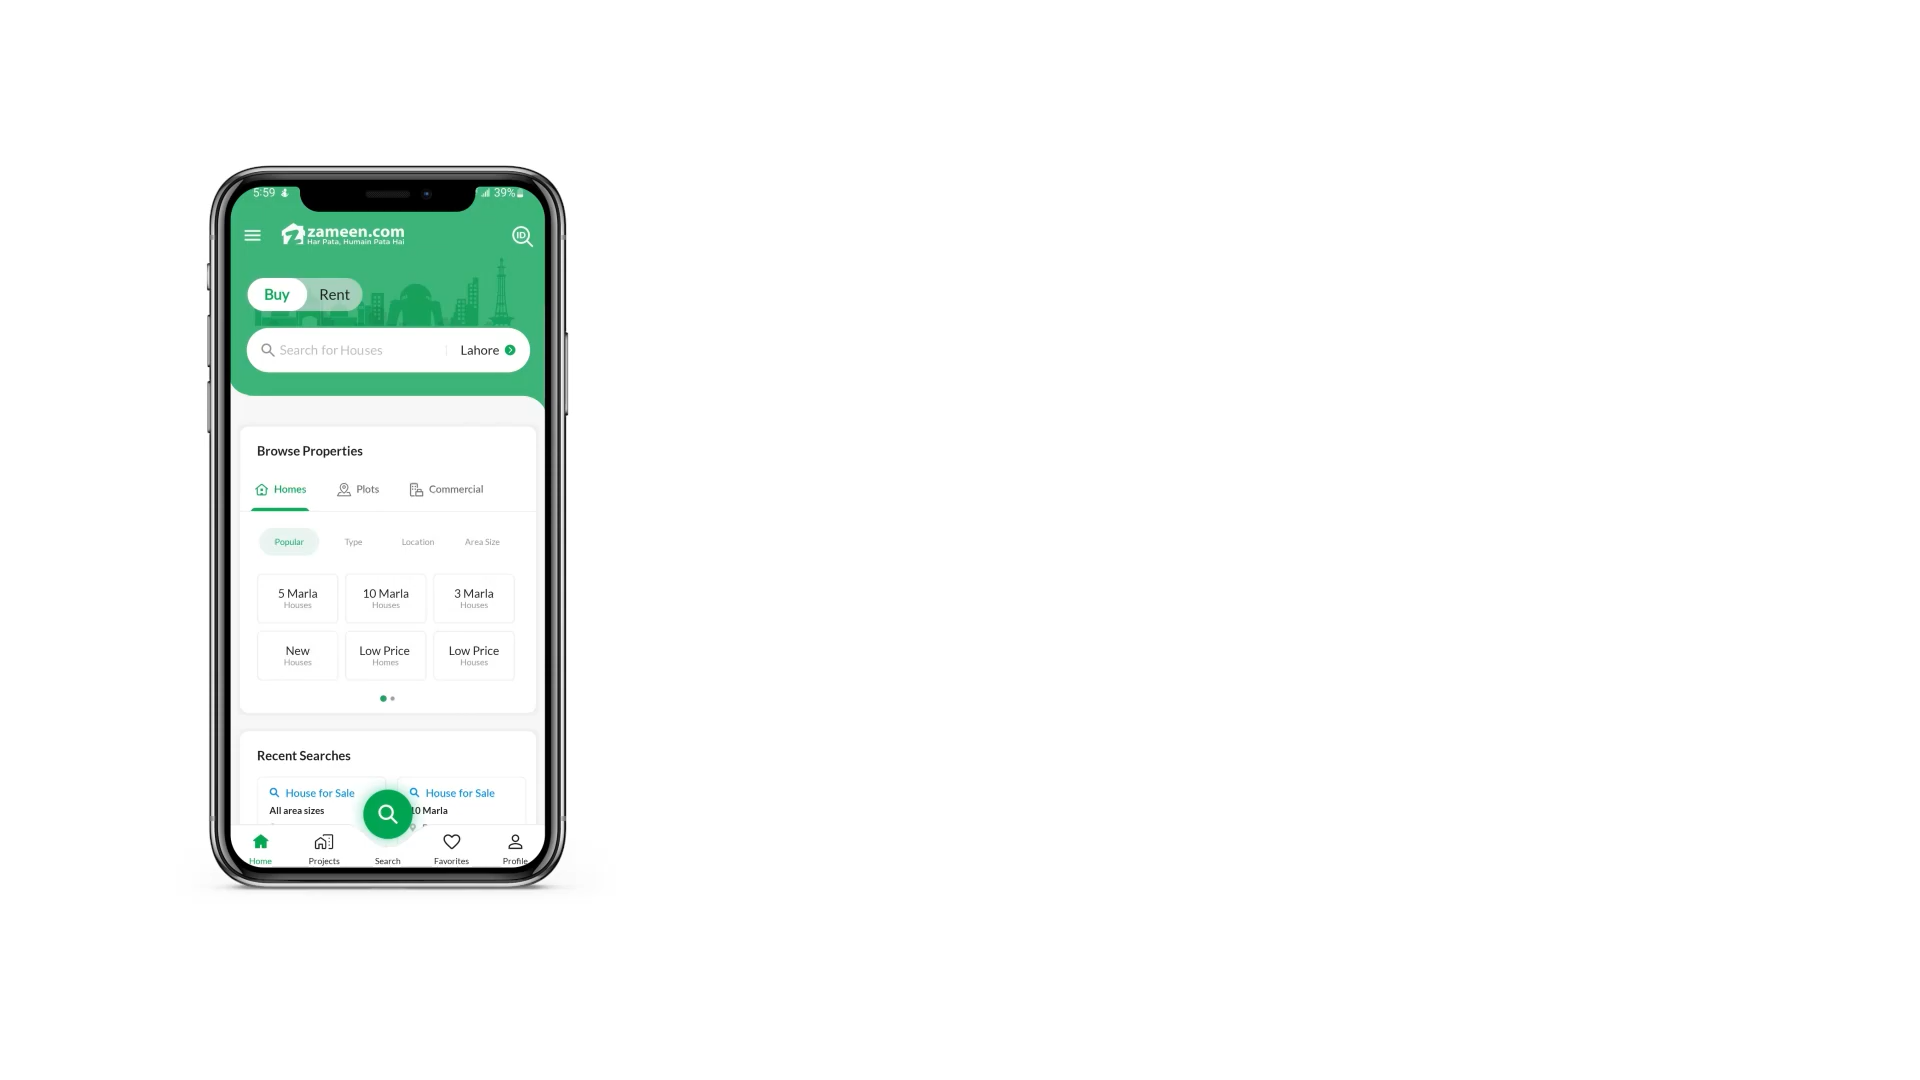 5:59
39%
zameen.com
Har Pata, Humain Pata Hai
ID
Buy Rent
Search for Houses Lahore
Browse Properties
Homes Plots Commercial
Popular Type Location Area Size
5 Marla 10 Marla 3 Marla
Houses Houses Houses
New Low Price Low Price
Houses Homes Houses
Recent Searches
House for Sale House for Sale
All area sizes 10 Marla
Home Projects Search Favorites Profile